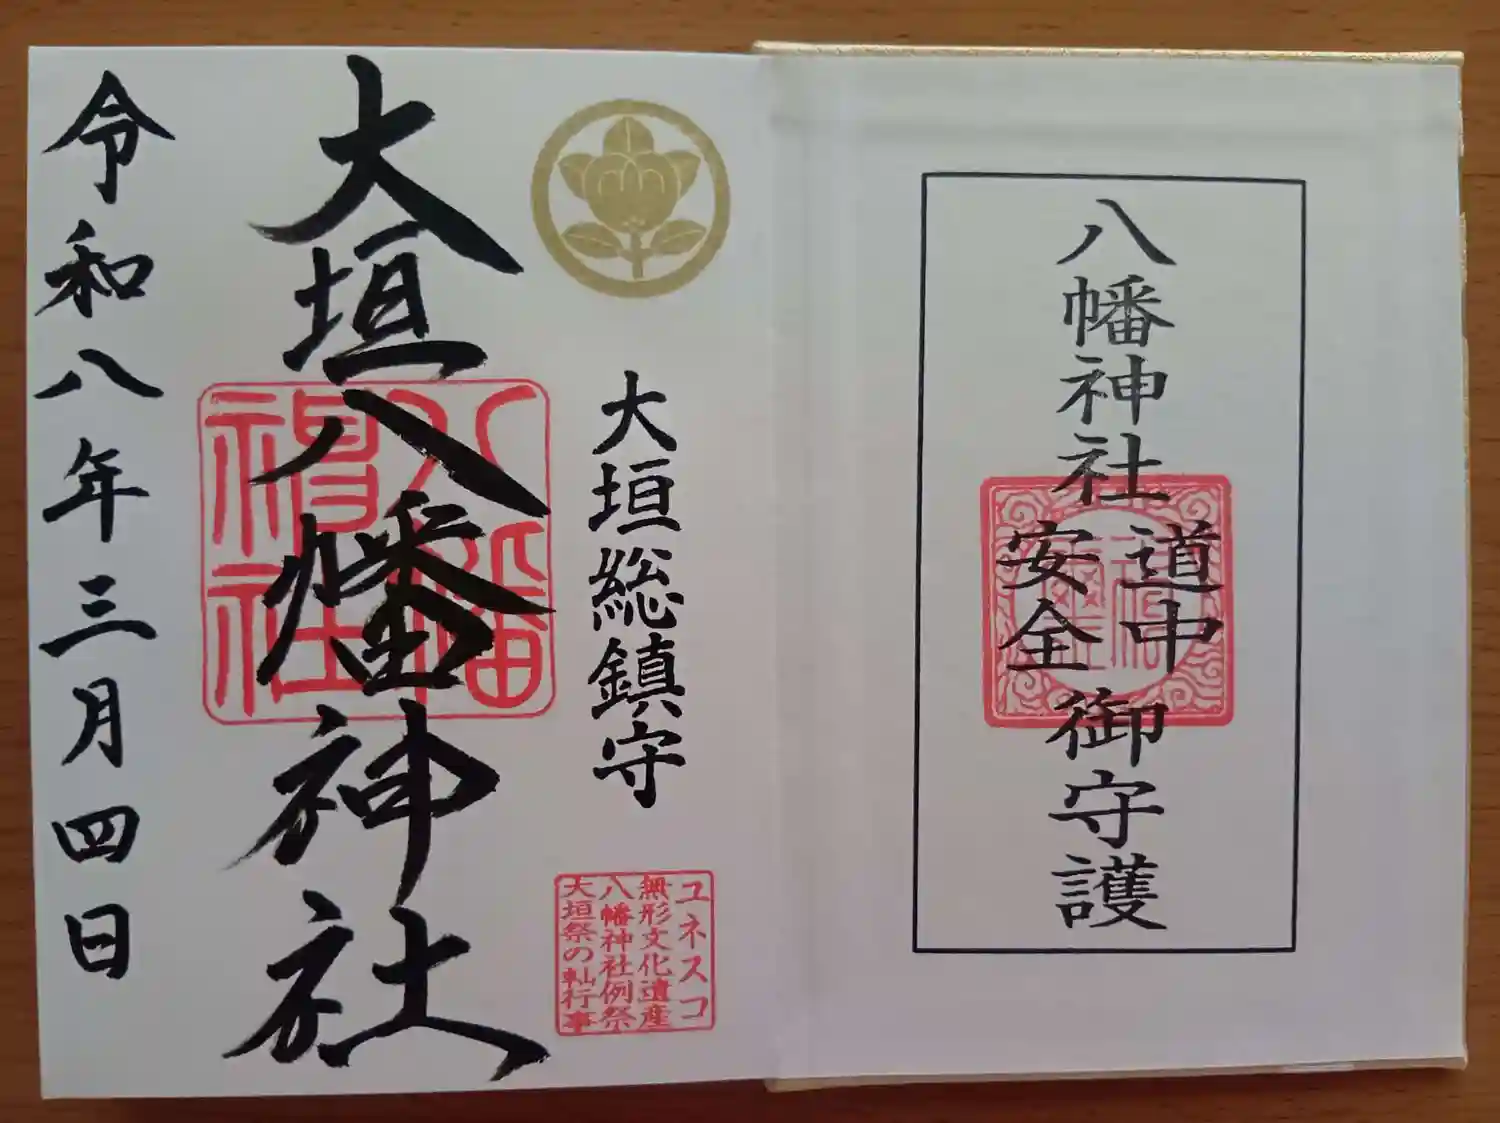 八幡神社
道中
安全
御守護
大垣総鎮守
ユネスコ
無形文化遺産
八幡神社例祭
大垣祭の軕行事
大垣八幡神社
令和八年三月四日